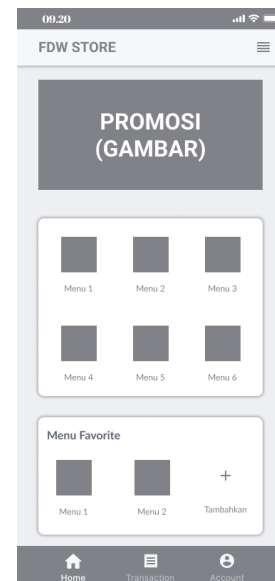 09.20
FDW STORE
PROMOSI
(GAMBAR)
Menu 1 Menu 2 Menu 3
Menu 4 Menu 5 Menu 6
Menu Favorite
Menu 1 Menu 2 Tambahkan
Home Transaction Account